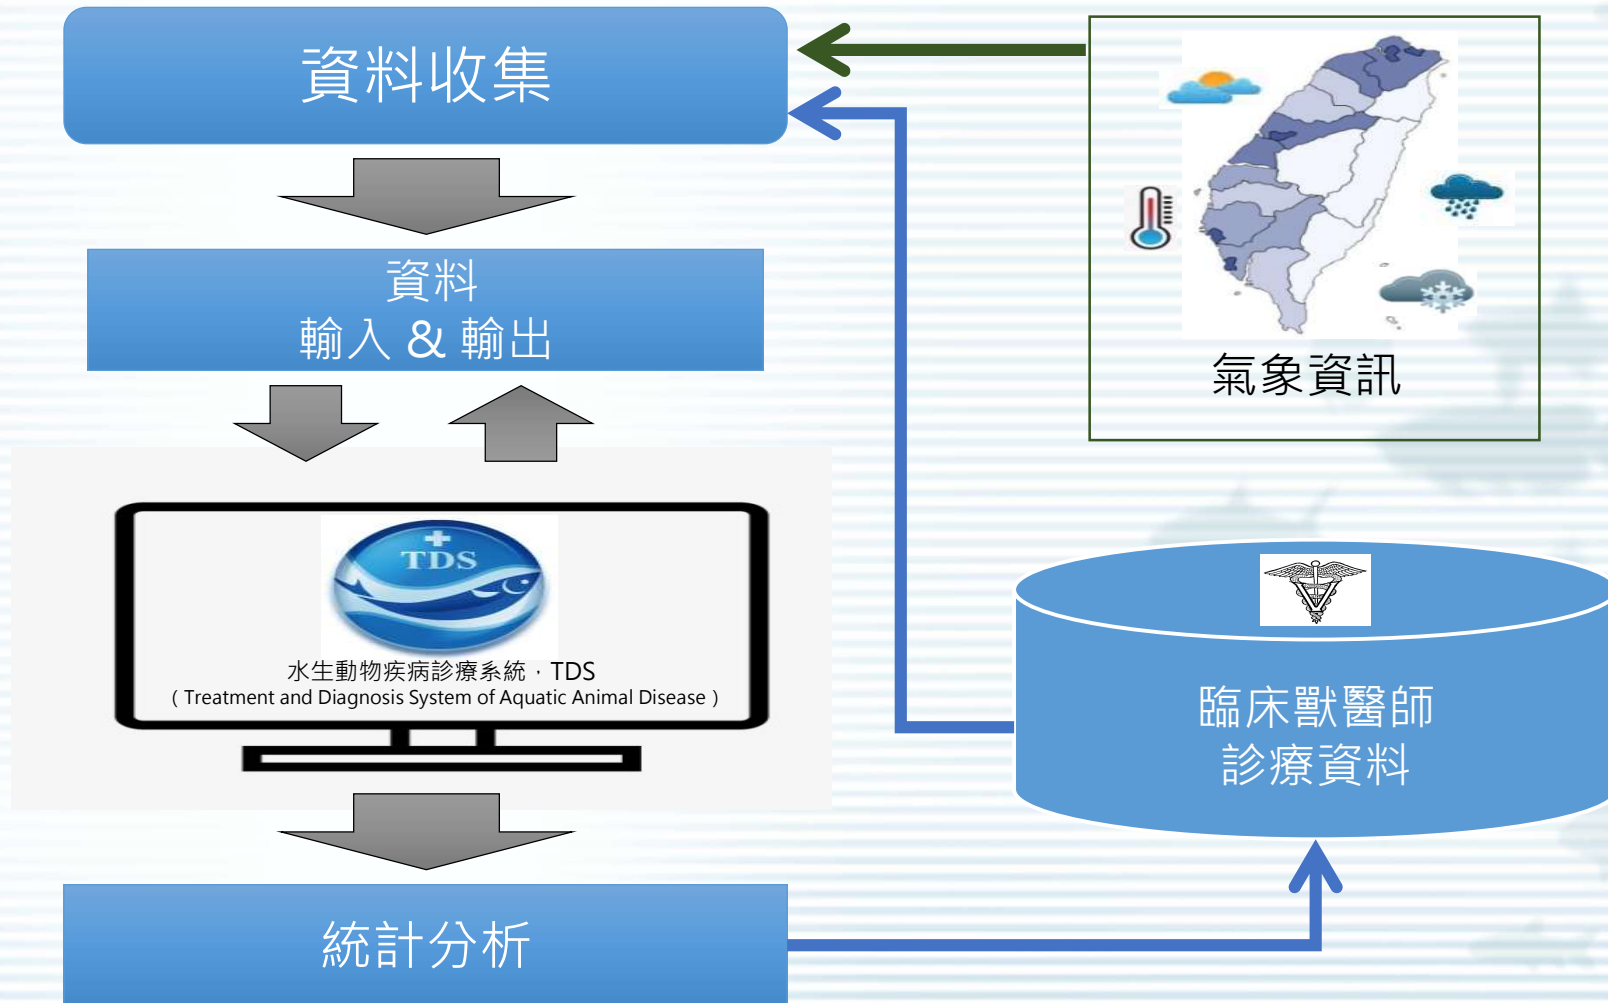 資料收集
資料
輸入 & 輸出
TDS
水生動物疾病診療系統，TDS
（Treatment and Diagnosis System of Aquatic Animal Disease）
統計分析
氣象資訊
臨床獸醫師
診療資料